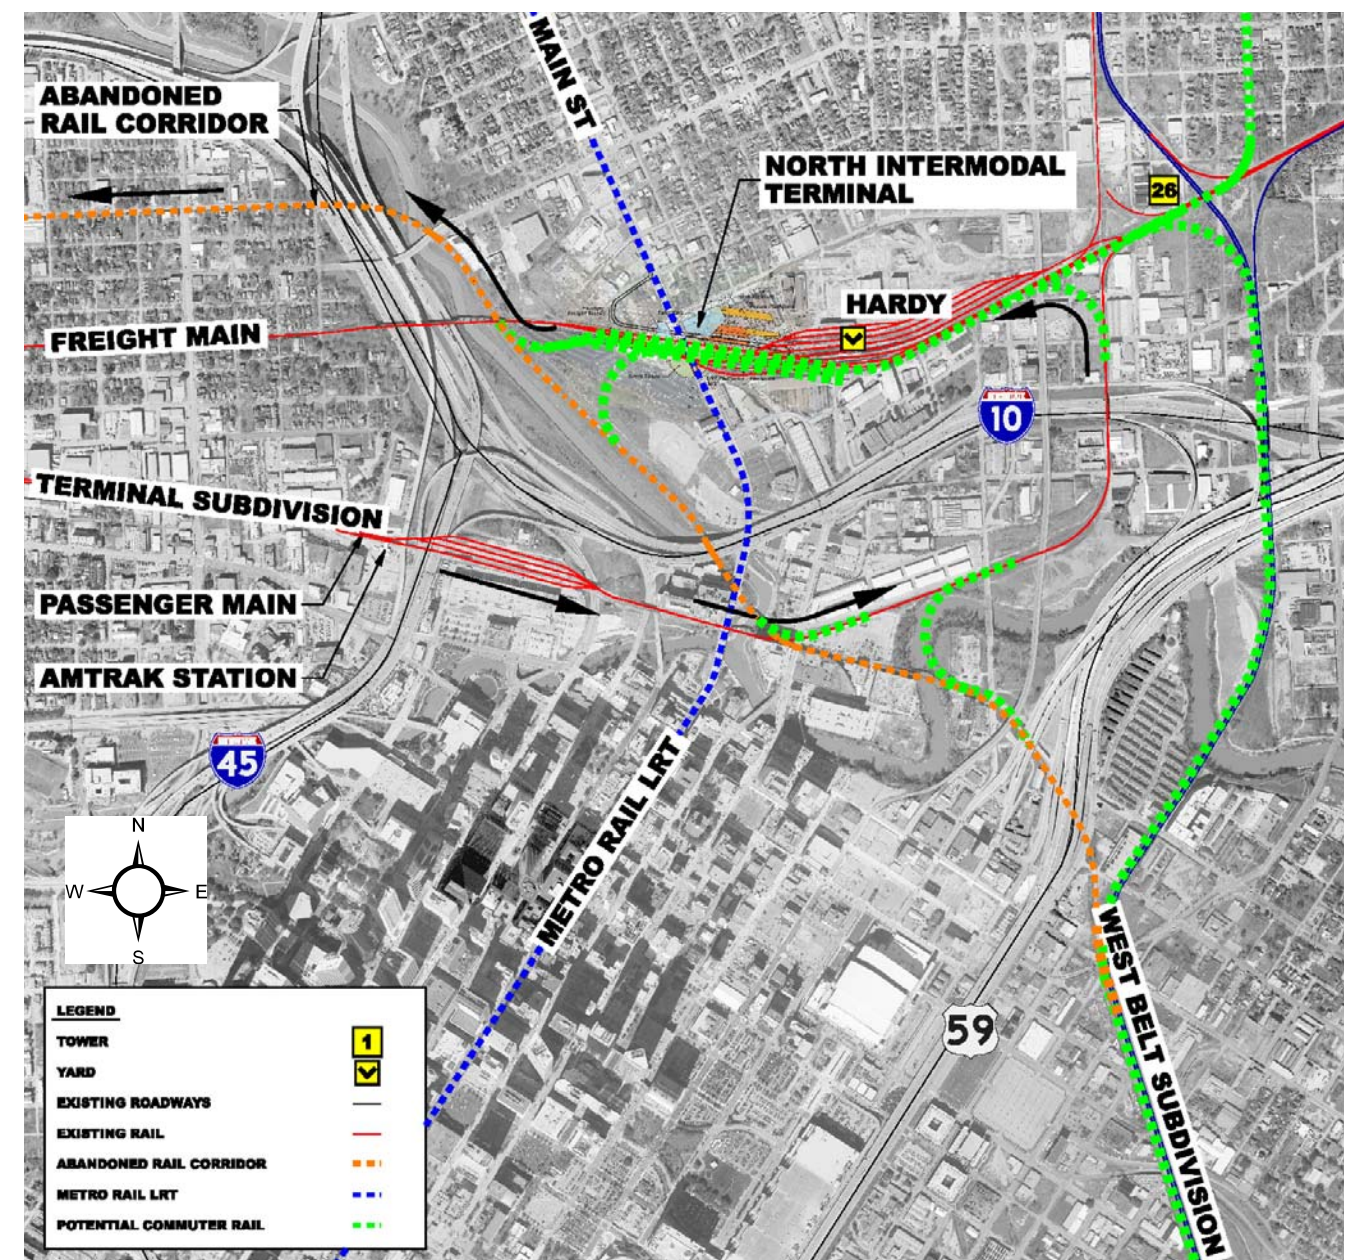 MAIN ST
ABANDONED
RAIL CORRIDOR
NORTH INTERMODAL
TERMINAL
26
HARDY
FREIGHT MAIN
10
TERMINAL SUBDIVISION
PASSENGER MAIN
AMTRAK STATION
45
METRO RAIL LRT
N
W
E
S
WEST BELT SUBDIVISION
59
LEGEND
TOWER
1
YARD
EXISTING ROADWAYS
EXISTING RAIL
ABANDONED RAIL CORRIDOR
METRO RAIL LRT
POTENTIAL COMMUTER RAIL